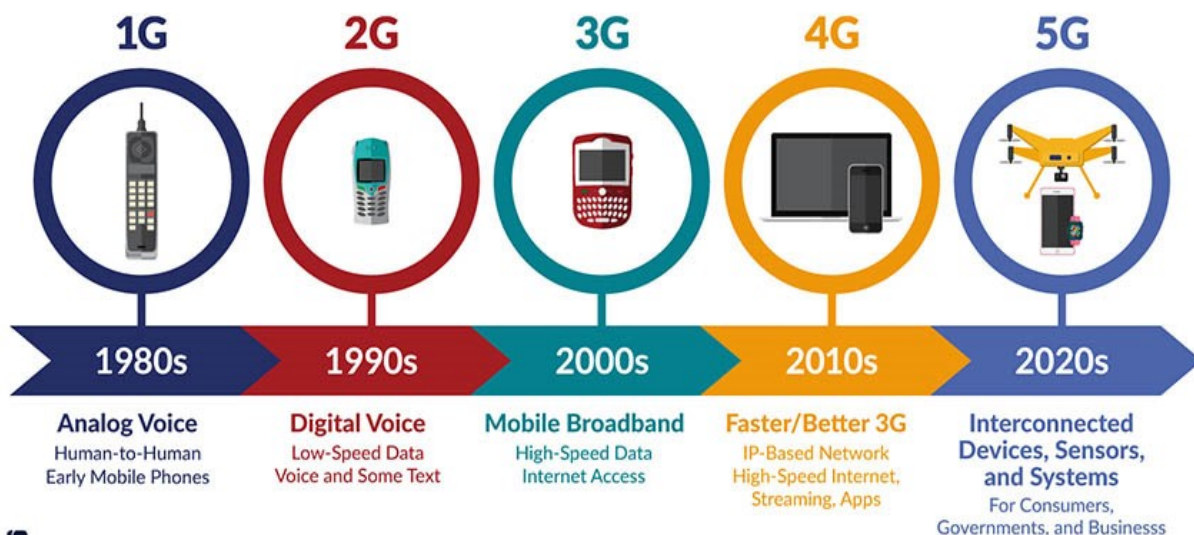 1G
2G
3G
4G
5G
1980s
1990s
2000s
2010s
2020s
Analog Voice
Human-to-Human
Early Mobile Phones
Digital Voice
Low-Speed Data
Voice and Some Text
Mobile Broadband
High-Speed Data
Internet Access
Faster/Better 3G
IP-Based Network
High-Speed Internet,
Streaming, Apps
Interconnected
Devices, Sensors,
and Systems
For Consumers,
Governments, and Businesss